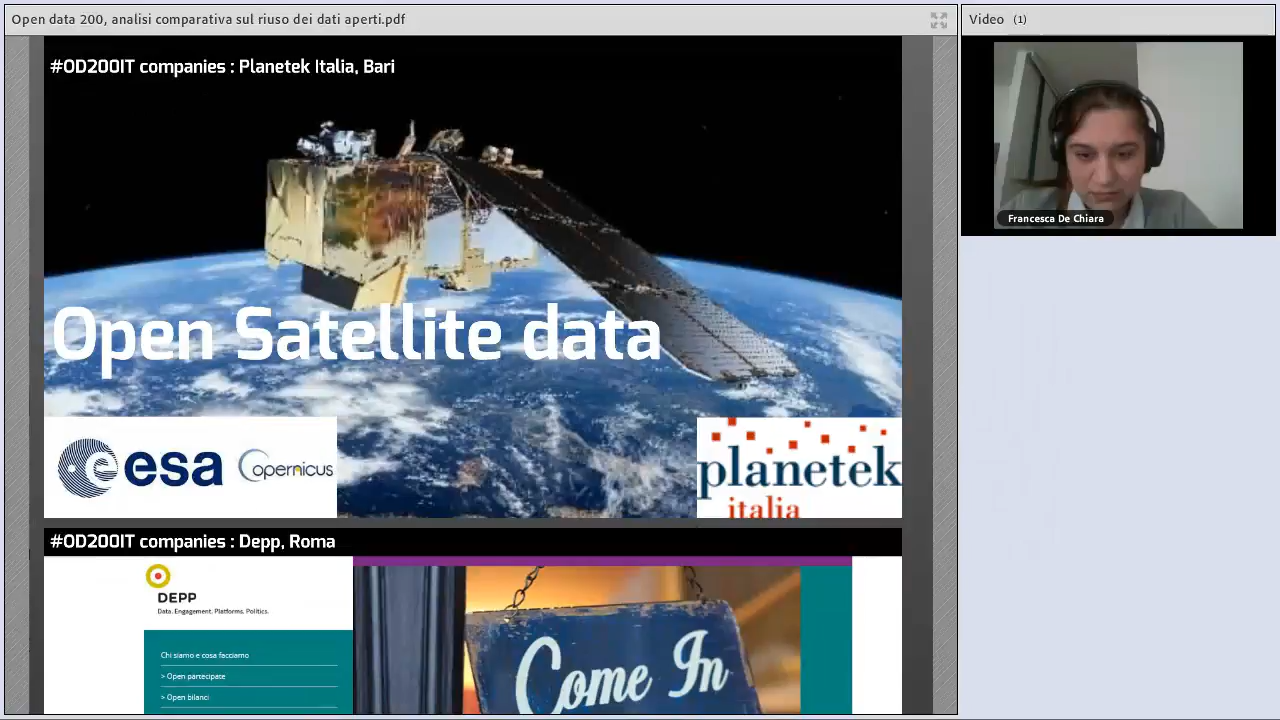 Open data 200, analisi comparativa sul riuso dei dati aperti.pdf
Video (1)
#OD200IT companies : Planetek Italia, Bari
Francesca De Chiara
Open Satellite data
esa
Copernicus
planetek
italia
#OD200IT companies : Depp, Roma
DEPP
Data. Engagement. Platforms. Politics.
Chi siamo e cosa facciamo
> Open partecipate
> Open bilanci
Come In